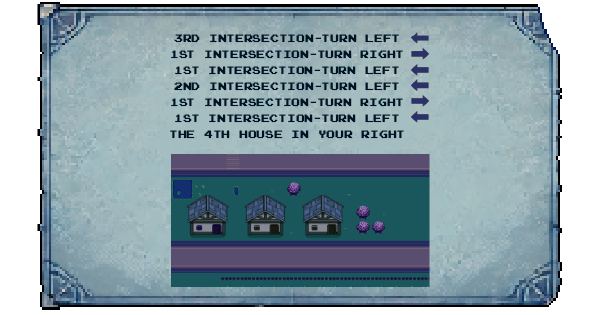 3RD INTERSECTION-TURN LEFT
1ST INTERSECTION-TURN RIGHT
1ST INTERSECTION-TURN LEFT
2ND INTERSECTION-TURN LEFT
1ST INTERSECTION-TURN RIGHT
1ST INTERSECTION-TURN LEFT
THE 4TH HOUSE IN YOUR RIGHT